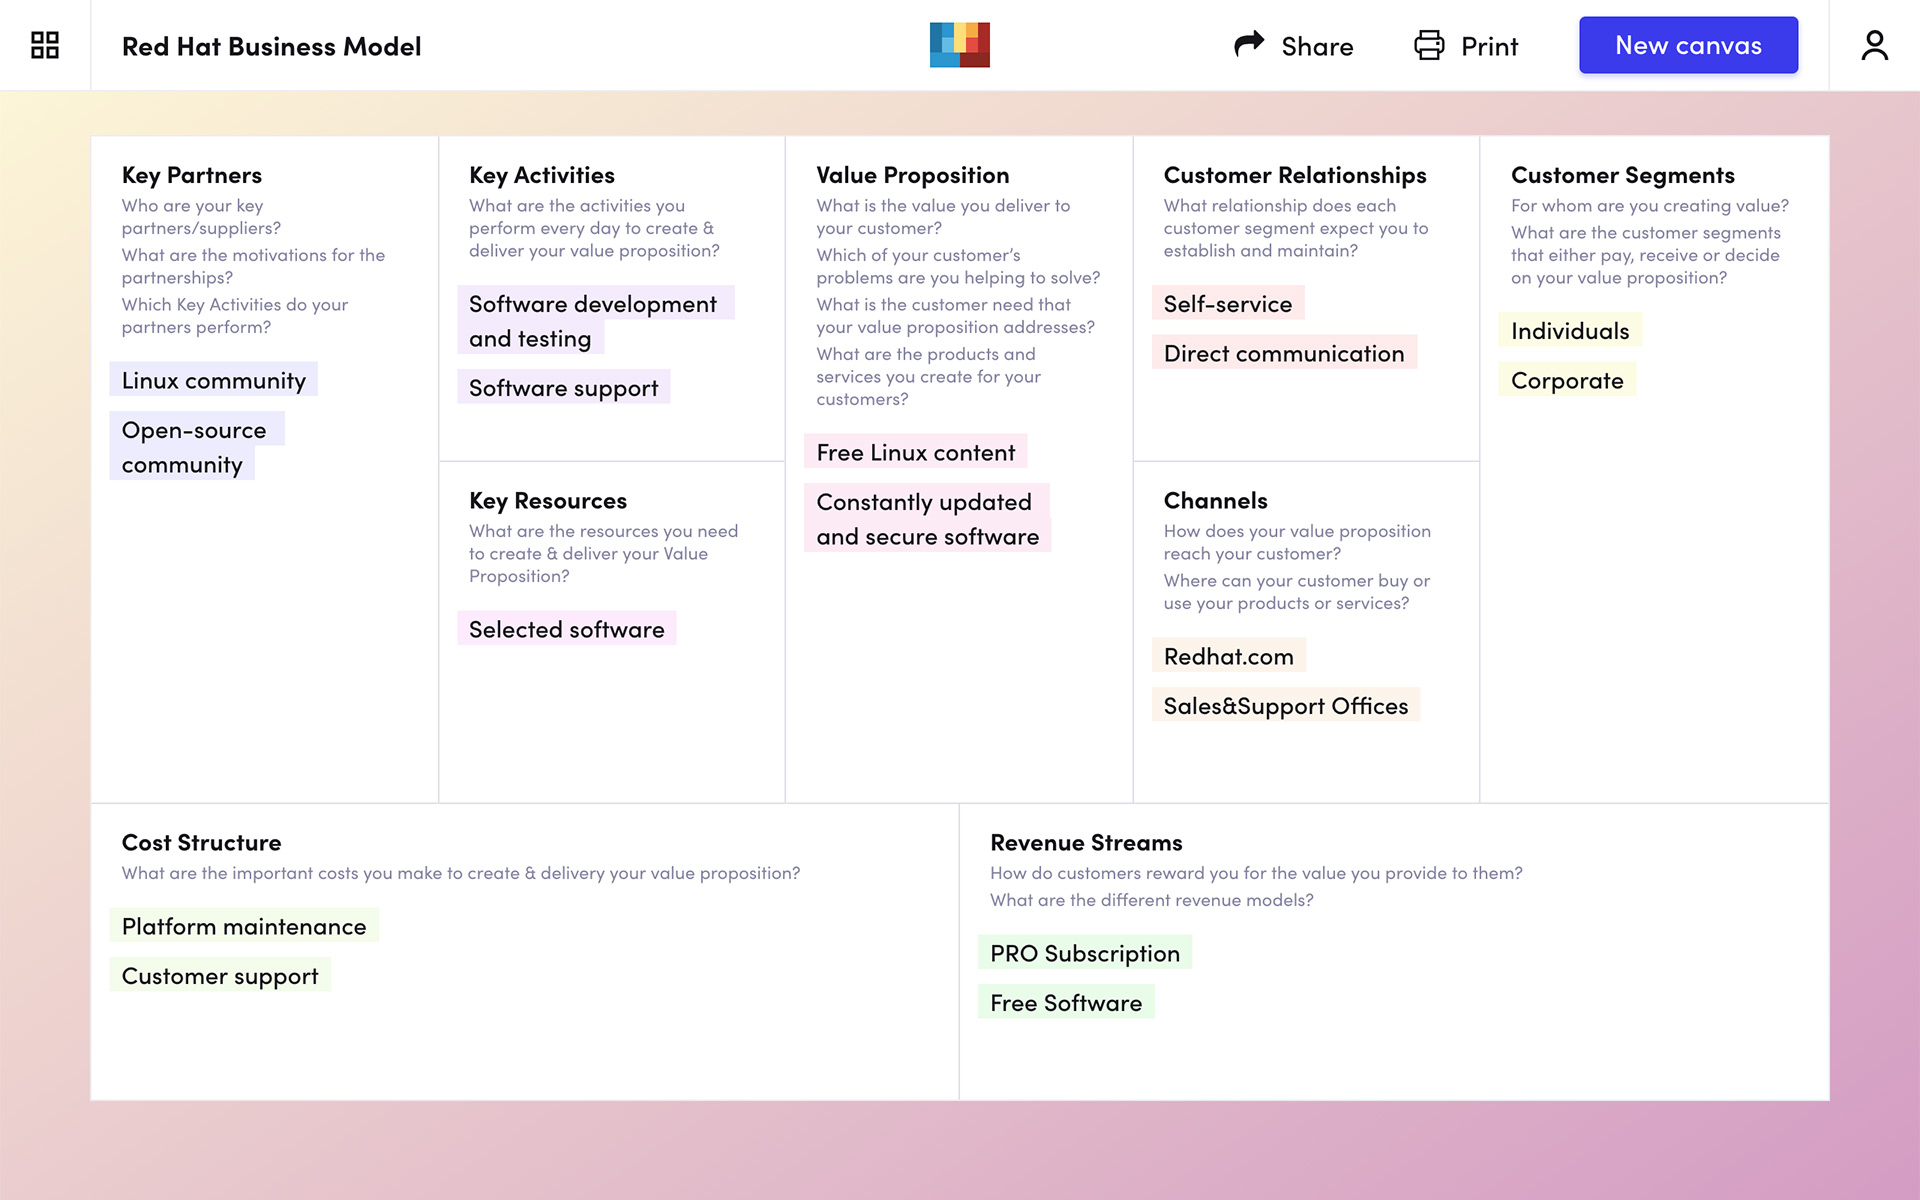 Red Hat Business Model
Share
Print
New canvas
Key Partners
Who are your key
partners/suppliers?
What are the motivations for the
partnerships?
Which Key Activities do your
partners perform?
Linux community
Open-source
community
Key Activities
What are the activities you
perform every day to create &
deliver your value proposition?
Software development
and testing
Software support
Key Resources
What are the resources you need
to create & deliver your Value
Proposition?
Selected software
Value Proposition
What is the value you deliver to
your customer?
Which of your customer’s
problems are you helping to solve?
What is the customer need that
your value proposition addresses?
What are the products and
services you create for your
customers?
Free Linux content
Constantly updated
and secure software
Customer Relationships
What relationship does each
customer segment expect you to
establish and maintain?
Self-service
Direct communication
Channels
How does your value proposition
reach your customer?
Where can your customer buy or
use your products or services?
Redhat.com
Sales&Support Offices
Customer Segments
For whom are you creating value?
What are the customer segments
that either pay, receive or decide
on your value proposition?
Individuals
Corporate
Cost Structure
What are the important costs you make to create & delivery your value proposition?
Platform maintenance
Customer support
Revenue Streams
How do customers reward you for the value you provide to them?
What are the different revenue models?
PRO Subscription
Free Software